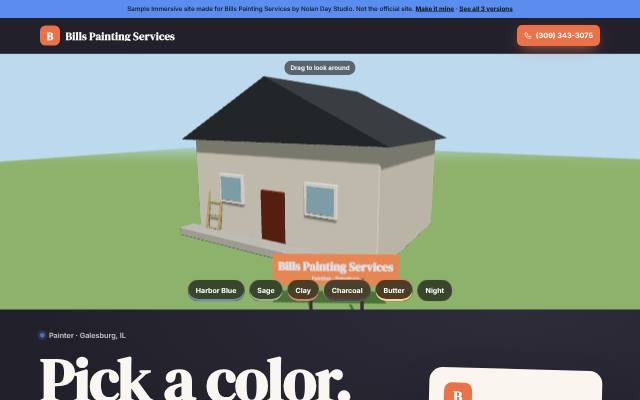 Sample Immersive site made for Bills Painting Services by Nolan Day Studio. Not the official site. Make it mine · See all 3 versions
B Bills Painting Services
(309) 343-3075
Drag to look around
Bills Painting Services
Harbor Blue
Sage
Clay
Charcoal
Butter
Night
Painter · Galesburg, IL
Pick a color.
B